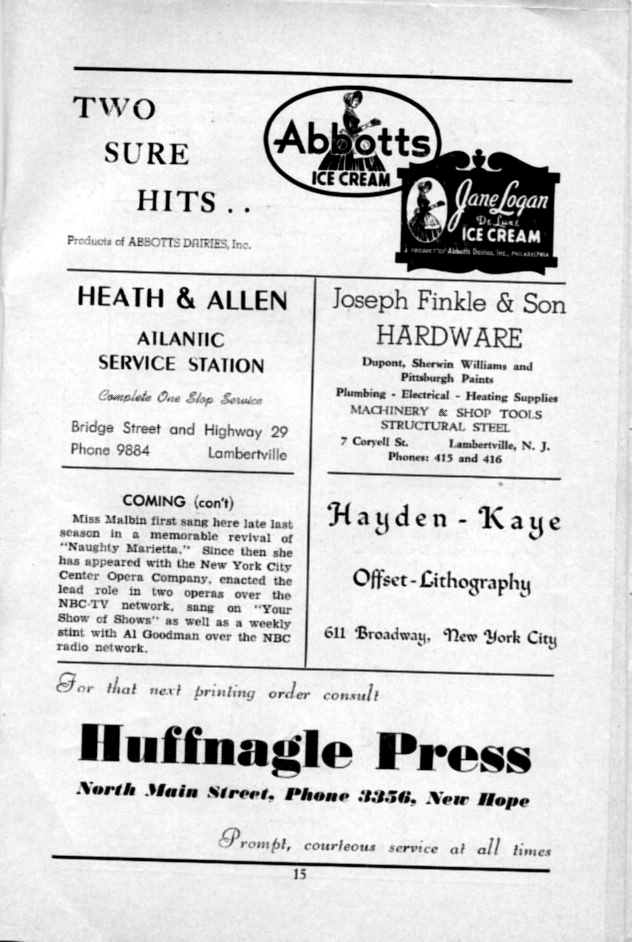 TWO
SURE
HITS . .
Products of ABBOTTS DAIRIES, Inc.
Abbotts
ICE CREAM
Jane Logan
De Luxe
ICE CREAM
A PRODUCT OF Abbotts Dairies, Inc., PHILADELPHIA
HEATH & ALLEN
ATLANTIC
SERVICE STATION
Complete One Stop Service
Bridge Street and Highway 29
Phone 9884 Lambertville
Joseph Finkle & Son
HARDWARE
Dupont, Sherwin Williams and
Pittsburgh Paints
Plumbing - Electrical - Heating Supplies
MACHINERY & SHOP TOOLS
STRUCTURAL STEEL
7 Coryell St. Lambertville, N. J.
Phones: 415 and 416
COMING (con't)
Miss Malbin first sang here late last
season in a memorable revival of
"Naughty Marietta." Since then she
has appeared with the New York City
Center Opera Company, enacted the
lead role in two operas over the
NBC-TV network, sang on "Your
Show of Shows" as well as a weekly
stint with Al Goodman over the NBC
radio network.
Hayden - Kaye
Offset-Lithography
611 Broadway, New York City
For that next printing order consult
Huffnagle Press
North Main Street, Phone 3356, New Hope
Prompt, courteous service at all times
15